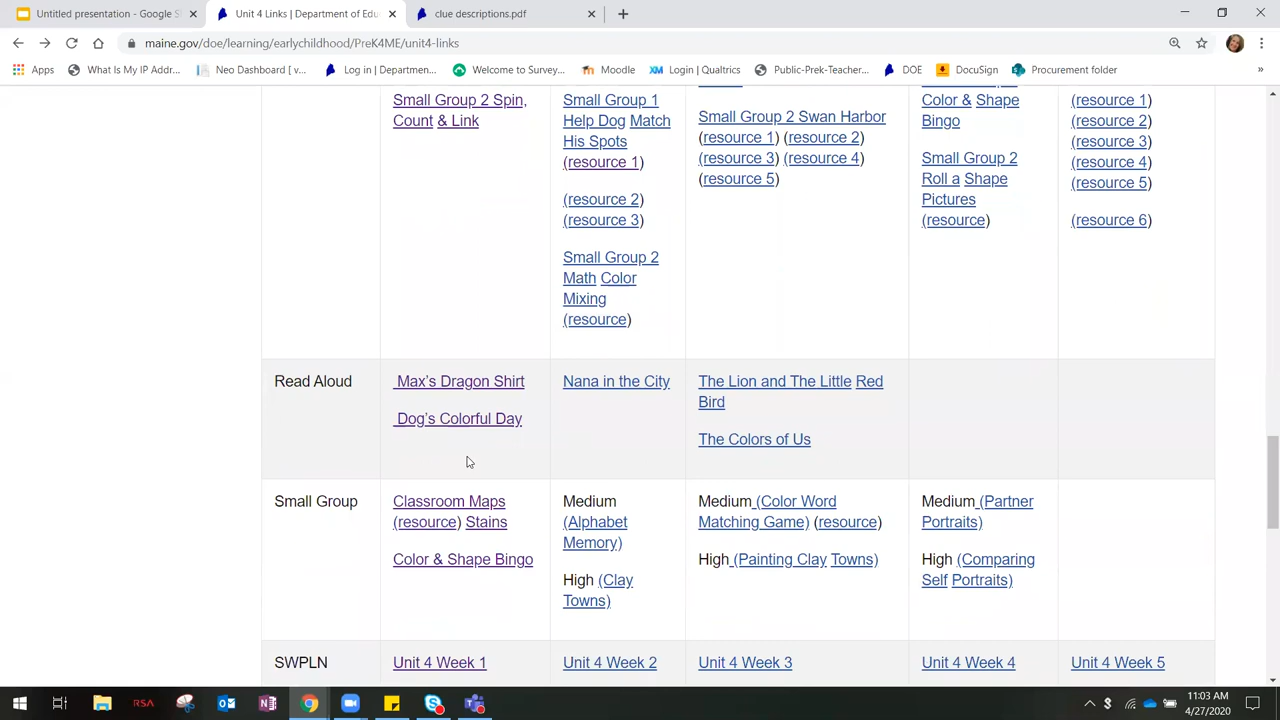 Untitled presentation - Google S
Unit 4 Links | Department of Edu
clue descriptions.pdf
maine.gov/doe/learning/earlychildhood/PreK4ME/unit4-links
Apps
What Is My IP Addr...
Neo Dashboard [ v...
Log in | Departmen...
Welcome to Survey...
Moodle
Login | Qualtrics
Public-Prek-Teacher...
DOE
DocuSign
Procurement folder
»
Small Group 2 Spin,
Count & Link
Small Group 1
Help Dog Match
His Spots
(resource 1)
(resource 2)
(resource 3)
Small Group 2
Math Color
Mixing
(resource)
Small Group 2 Swan Harbor
(resource 1) (resource 2)
(resource 3) (resource 4)
(resource 5)
Color & Shape
Bingo
Small Group 2
Roll a Shape
Pictures
(resource)
(resource 1)
(resource 2)
(resource 3)
(resource 4)
(resource 5)
(resource 6)
Read Aloud
Max's Dragon Shirt
Dog's Colorful Day
Nana in the City
The Lion and The Little Red
Bird
The Colors of Us
Small Group
Classroom Maps
(resource) Stains
Color & Shape Bingo
Medium
(Alphabet
Memory)
High (Clay
Towns)
Medium (Color Word
Matching Game) (resource)
High (Painting Clay Towns)
Medium (Partner
Portraits)
High (Comparing
Self Portraits)
SWPLN
Unit 4 Week 1
Unit 4 Week 2
Unit 4 Week 3
Unit 4 Week 4
Unit 4 Week 5
RSA
11:03 AM
4/27/2020